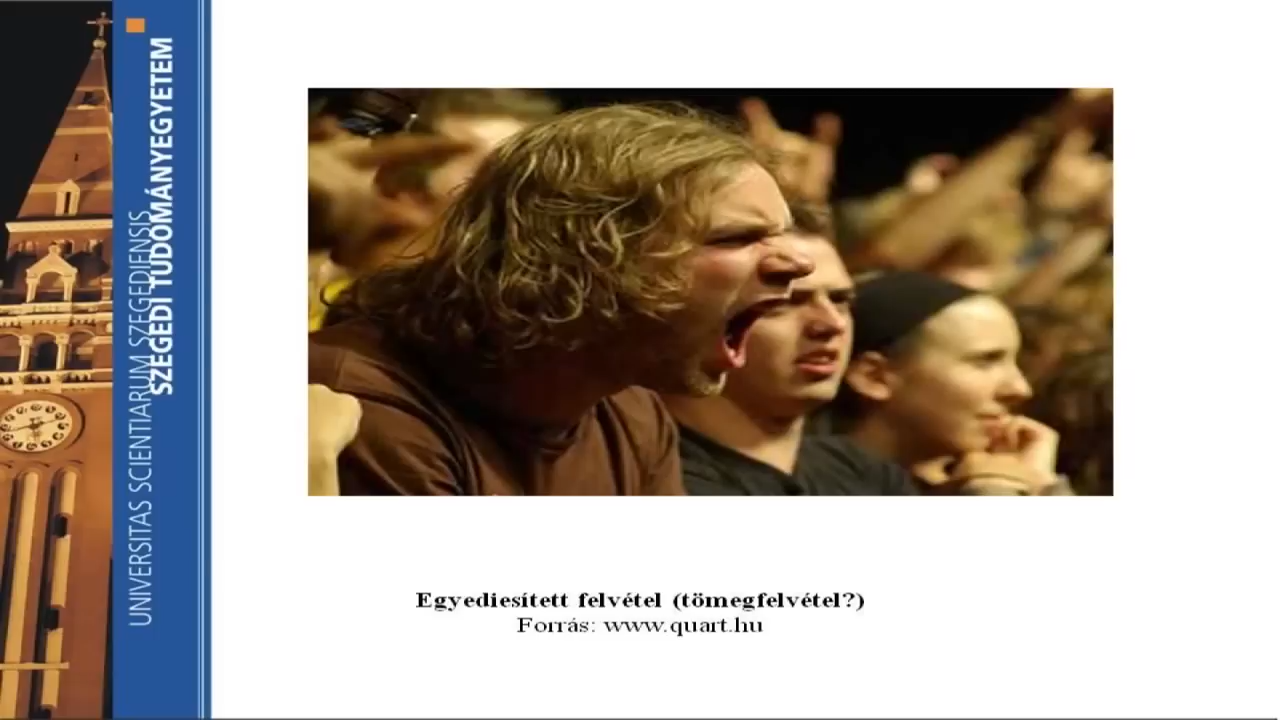 UNIVERSITAS SCIENTIARUM SZEGEDIENSIS
SZEGEDI TUDOMÁNYEGYETEM
Egyediesített felvétel (tömegfelvétel?)
Forrás: www.quart.hu